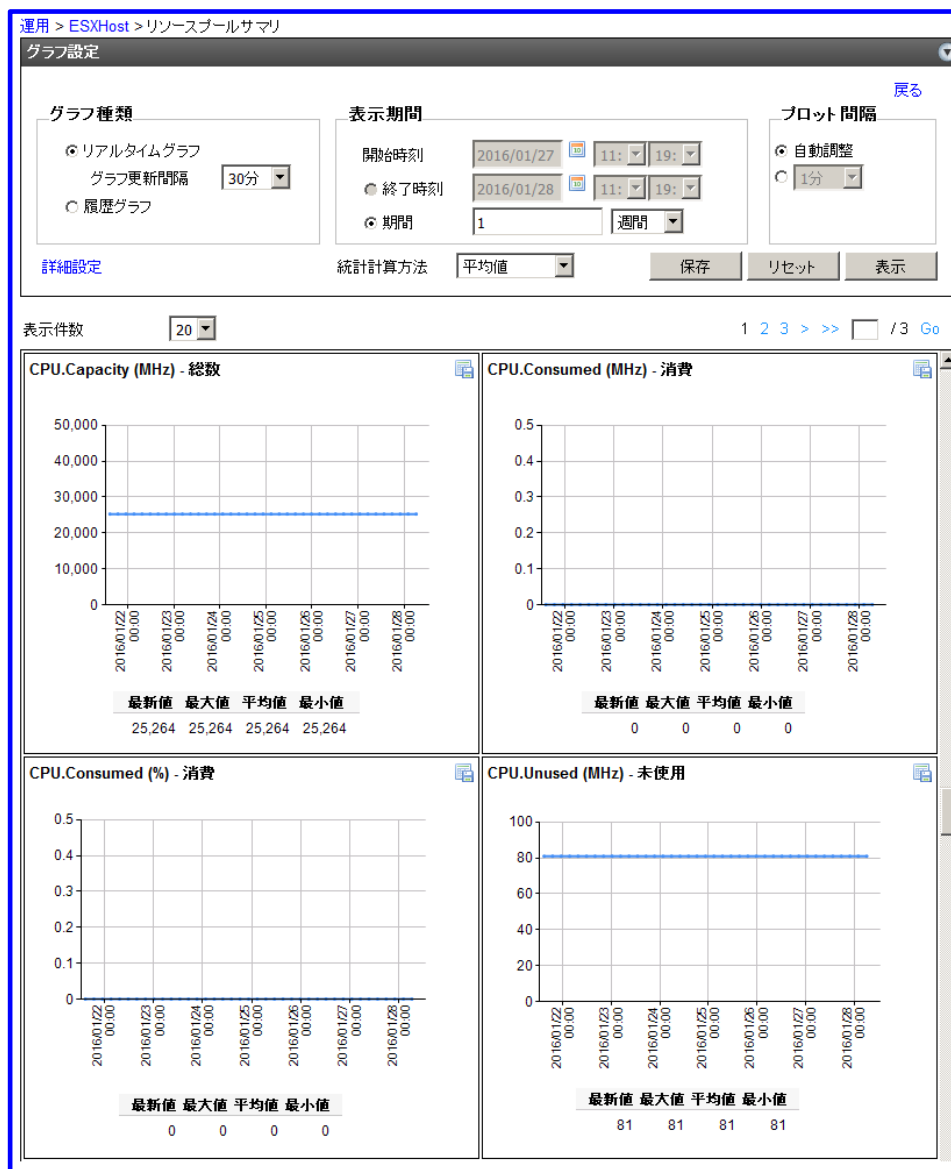 運用 > ESXHost >リソースプールサマリ
グラフ設定
戻る
グラフ種類
リアルタイムグラフ
グラフ更新間隔 30分
履歴グラフ
表示期間
開始時刻 2016/01/27 11: 19:
終了時刻 2016/01/28 11: 19:
期間 1 週間
プロット間隔
自動調整
1分
詳細設定 統計計算方法 平均値 保存 リセット 表示
表示件数 20 1 2 3 > >> / 3 Go
CPU.Capacity (MHz) - 総数
50,000
40,000
30,000
20,000
10,000
0
2016/01/22 00:00
2016/01/23 00:00
2016/01/24 00:00
2016/01/25 00:00
2016/01/26 00:00
2016/01/27 00:00
2016/01/28 00:00
最新値 最大値 平均値 最小値
25,264 25,264 25,264 25,264
CPU.Consumed (MHz) - 消費
0.5
0.4
0.3
0.2
0.1
0
2016/01/22 00:00
2016/01/23 00:00
2016/01/24 00:00
2016/01/25 00:00
2016/01/26 00:00
2016/01/27 00:00
2016/01/28 00:00
最新値 最大値 平均値 最小値
0 0 0 0
CPU.Consumed (%) - 消費
0.5
0.4
0.3
0.2
0.1
0
2016/01/22 00:00
2016/01/23 00:00
2016/01/24 00:00
2016/01/25 00:00
2016/01/26 00:00
2016/01/27 00:00
2016/01/28 00:00
最新値 最大値 平均値 最小値
0 0 0 0
CPU.Unused (MHz) - 未使用
100
80
60
40
20
0
2016/01/22 00:00
2016/01/23 00:00
2016/01/24 00:00
2016/01/25 00:00
2016/01/26 00:00
2016/01/27 00:00
2016/01/28 00:00
最新値 最大値 平均値 最小値
81 81 81 81